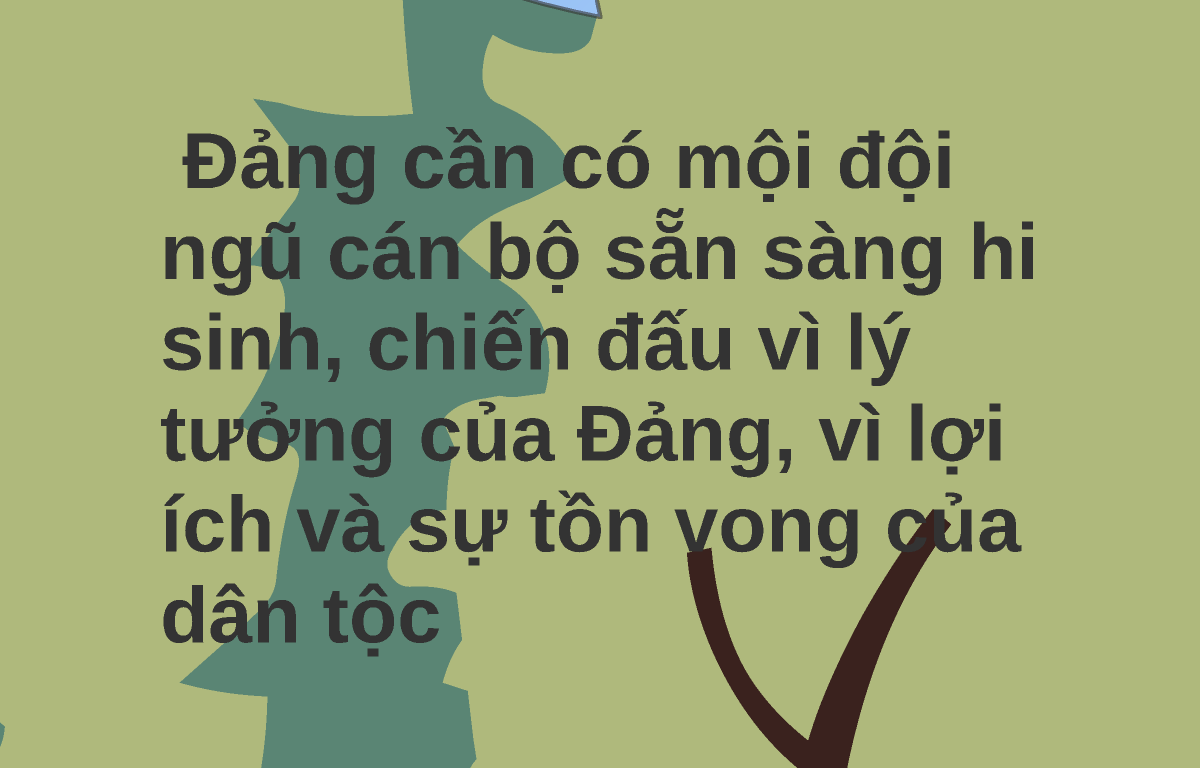 Đảng cần có mội đội
ngũ cán bộ sẵn sàng hi
sinh, chiến đấu vì lý
tưởng của Đảng, vì lợi
ích và sự tồn vong của
dân tộc